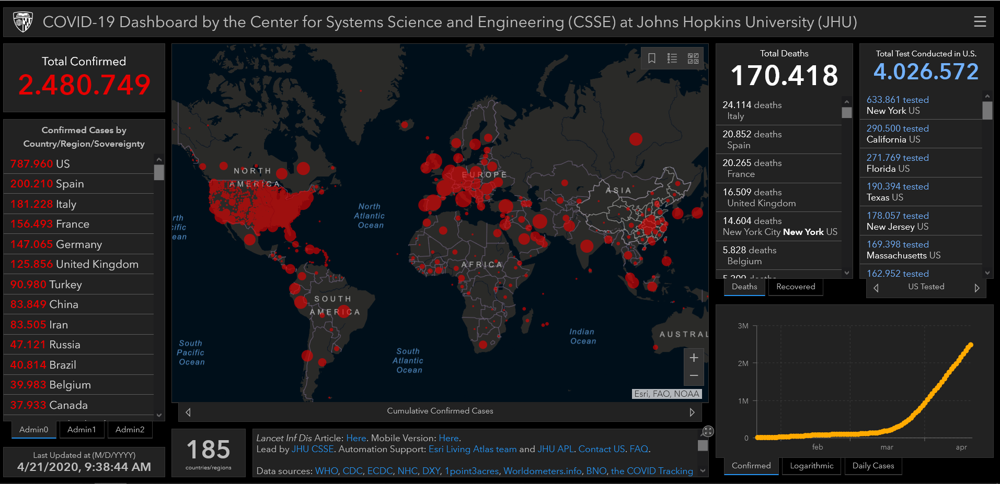 COVID-19 Dashboard by the Center for Systems Science and Engineering (CSSE) at Johns Hopkins University (JHU)
Total Confirmed
2.480.749
Confirmed Cases by
Country/Region/Sovereignty
787.960 US
200.210 Spain
181.228 Italy
156.493 France
147.065 Germany
125.856 United Kingdom
90.980 Turkey
83.849 China
83.505 Iran
47.121 Russia
40.814 Brazil
39.983 Belgium
37.933 Canada
Admin0
Admin1
Admin2
Last Updated at (M/D/YYYY)
4/21/2020, 9:38:44 AM
NORTH
AMERICA
EUROPE
ASIA
North
Atlantic
Ocean
rth
ific
ean
AFRICA
SOUTH
AMERICA
Indian
Ocean
AUSTRAL
South
Pacific
Ocean
South
Atlantic
Ocean
+
−
Esri, FAO, NOAA
Cumulative Confirmed Cases
185
countries/regions
Lancet Inf Dis Article: Here. Mobile Version: Here.
Lead by JHU CSSE. Automation Support: Esri Living Atlas team and JHU APL. Contact US. FAQ.
Data sources: WHO, CDC, ECDC, NHC, DXY, 1point3acres, Worldometers.info, BNO, the COVID Tracking
Total Deaths
170.418
24.114 deaths
Italy
20.852 deaths
Spain
20.265 deaths
France
16.509 deaths
United Kingdom
14.604 deaths
New York City New York US
5.828 deaths
Belgium
5.209 deaths
Deaths
Recovered
Total Test Conducted in U.S.
4.026.572
633.861 tested
New York US
290.500 tested
California US
271.769 tested
Florida US
190.394 tested
Texas US
178.057 tested
New Jersey US
169.398 tested
Massachusetts US
162.952 tested
US Tested
3M
2M
1M
0
feb
mar
apr
Confirmed
Logarithmic
Daily Cases